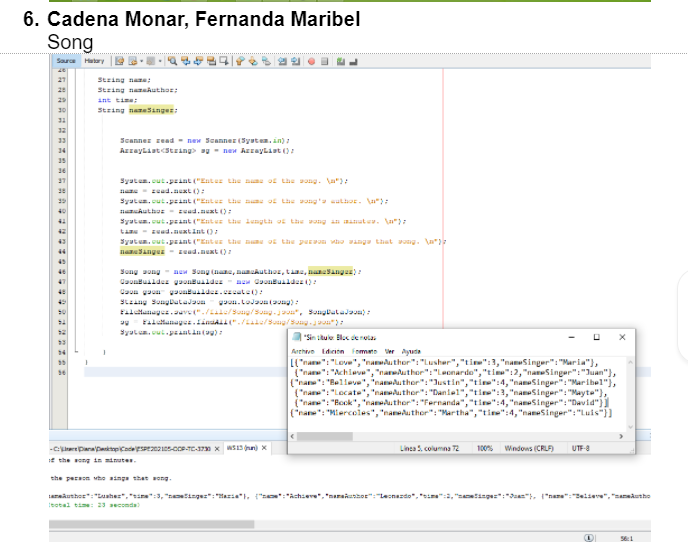 6. Cadena Monar, Fernanda Maribel
Song
Source History
27 String name;
28 String nameAuthor;
29 int time;
30 String nameSinger;
31
32
33 Scanner read = new Scanner(System.in);
34 ArrayList<String> sg = new ArrayList();
35
36
37 System.out.print("Enter the name of the song. \n");
38 name = read.next();
39 System.out.print("Enter the name of the song's author. \n");
40 nameAuthor = read.next();
41 System.out.print("Enter the length of the song in minutes. \n");
42 time = read.nextInt();
43 System.out.print("Enter the name of the person who sings that song. \n");
44 nameSinger = read.next();
45
46 Song song = new Song(name,nameAuthor,time,nameSinger);
47 GsonBuilder gsonBuilder = new GsonBuilder();
48 Gson gson= gsonBuilder.create();
49 String SongDataJson = gson.toJson(song);
50 FileManager.save("./file/Song/Song.json", SongDataJson);
51 sg = FileManager.findAll("./file/Song/Song.json");
52 System.out.println(sg);
53
54 }
55 }
56
*Sin título: Bloc de notas
Archivo Edición Formato Ver Ayuda
[{"name":"Love","nameAuthor":"Lusher","time":3,"nameSinger":"Maria"},
{"name":"Achieve","nameAuthor":"Leonardo","time":2,"nameSinger":"Juan"},
{"name":"Believe","nameAuthor":"Justin","time":4,"nameSinger":"Maribel"},
{"name":"Locate","nameAuthor":"Daniel","time":3,"nameSinger":"Mayte"},
{"name":"Book","nameAuthor":"Fernanda","time":4,"nameSinger":"David"}]
{"name":"Miercoles","nameAuthor":"Martha","time":4,"nameSinger":"Luis"}]
Línea 5, columna 72 100% Windows (CRLF) UTF-8
- C:\Users\Diana\Desktop\Code\ESPE202105-OOP-TC-3730 × WS13 (run) ×
of the song in minutes.
the person who sings that song.
ameAuthor":"Lusher","time":3,"nameSinger":"Maria"}, {"name":"Achieve","nameAuthor":"Leonardo","time":2,"nameSinger":"Juan"}, {"name":"Believe","nameAutho
total time: 29 seconds)
56:1